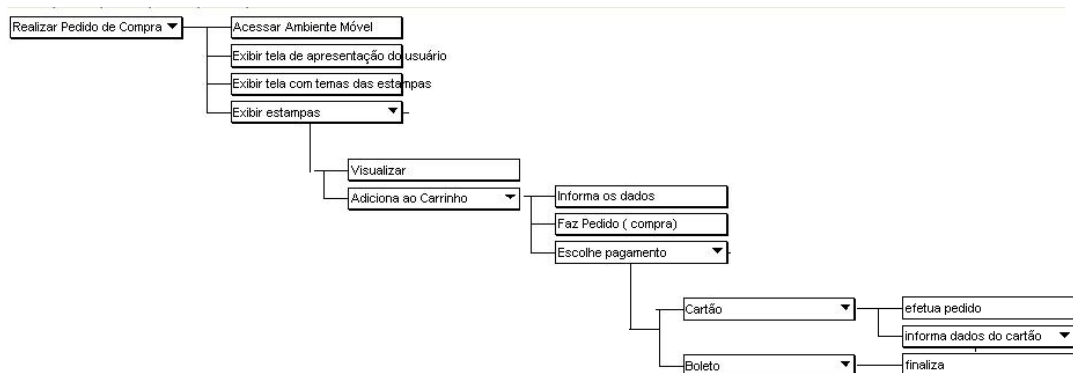 Realizar Pedido de Compra
Acessar Ambiente Móvel
Exibir tela de apresentação do usuário
Exibir tela com temas das estampas
Exibir estampas
Visualizar
Adiciona ao Carrinho
Informa os dados
Faz Pedido ( compra)
Escolhe pagamento
Cartão
efetua pedido
informa dados do cartão
Boleto
finaliza